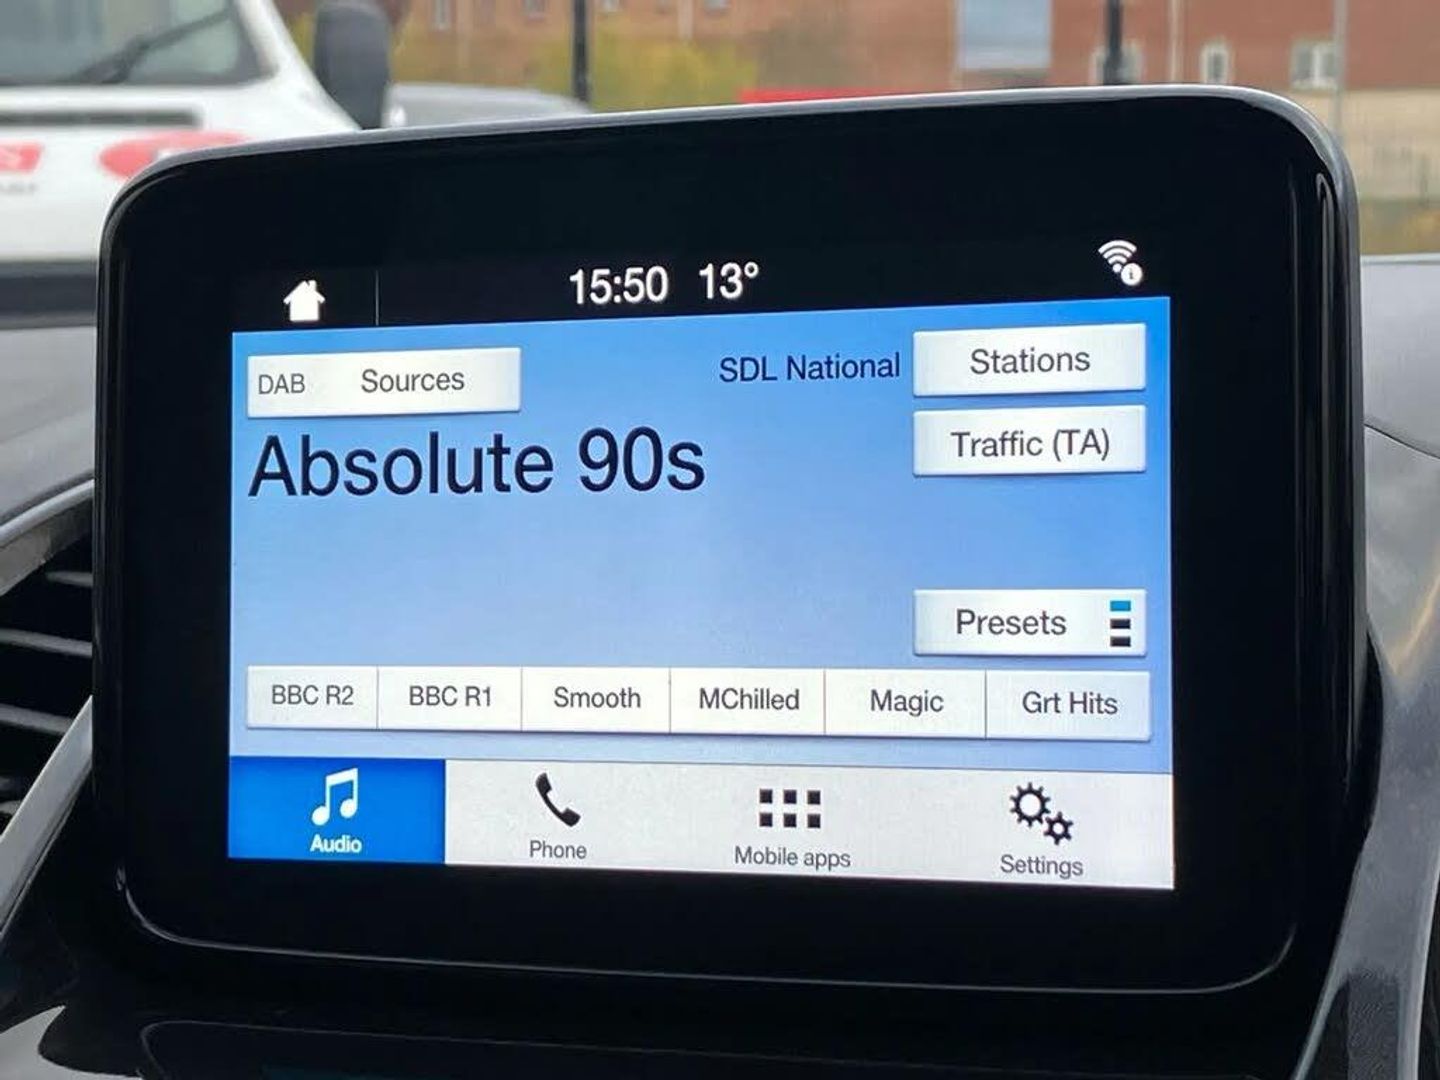 15:50 13°
DAB Sources
SDL National
Stations
Absolute 90s
Traffic (TA)
Presets
BBC R2 BBC R1 Smooth MChilled Magic Grt Hits
Audio Phone Mobile apps Settings